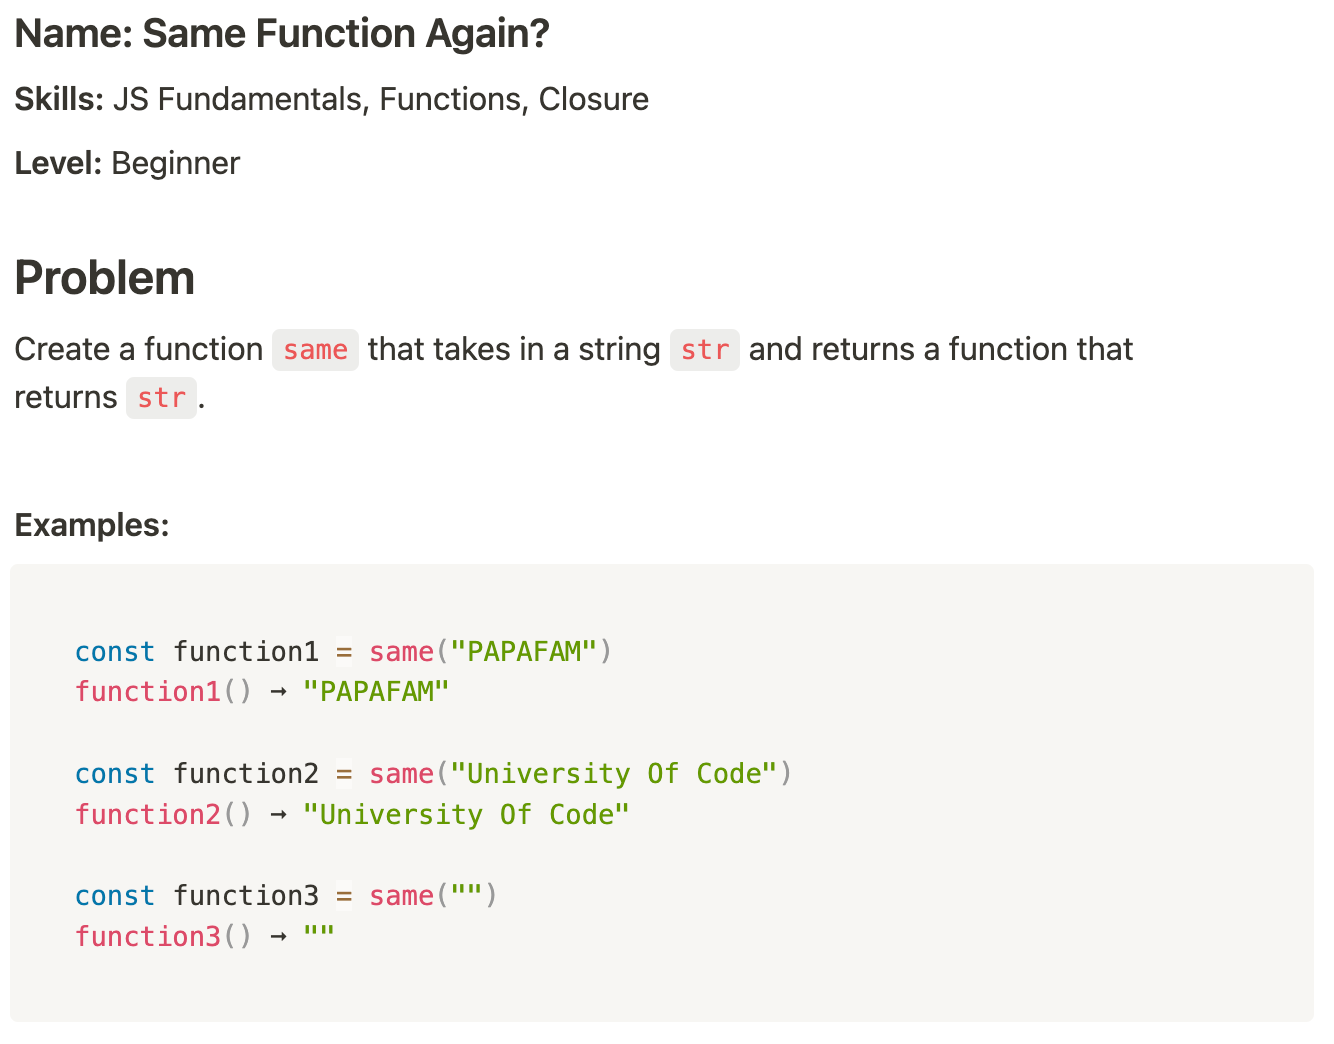 Name: Same Function Again?
Skills: JS Fundamentals, Functions, Closure
Level: Beginner
Problem
Create a function same that takes in a string str and returns a function that
returns str.
Examples:
const function1 = same("PAPAFAM")
function1() → "PAPAFAM"
const function2 = same("University Of Code")
function2() → "University Of Code"
const function3 = same("")
function3() → ""